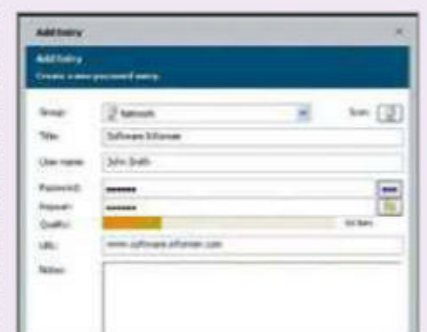 Add Entry
Add Entry
Create a new password entry.
Group: Network Icon:
Title: Software Informer
User name: John Smith
Password: ••••••
Repeat: ••••••
Quality:
URL: www.software.informer.com
Notes: